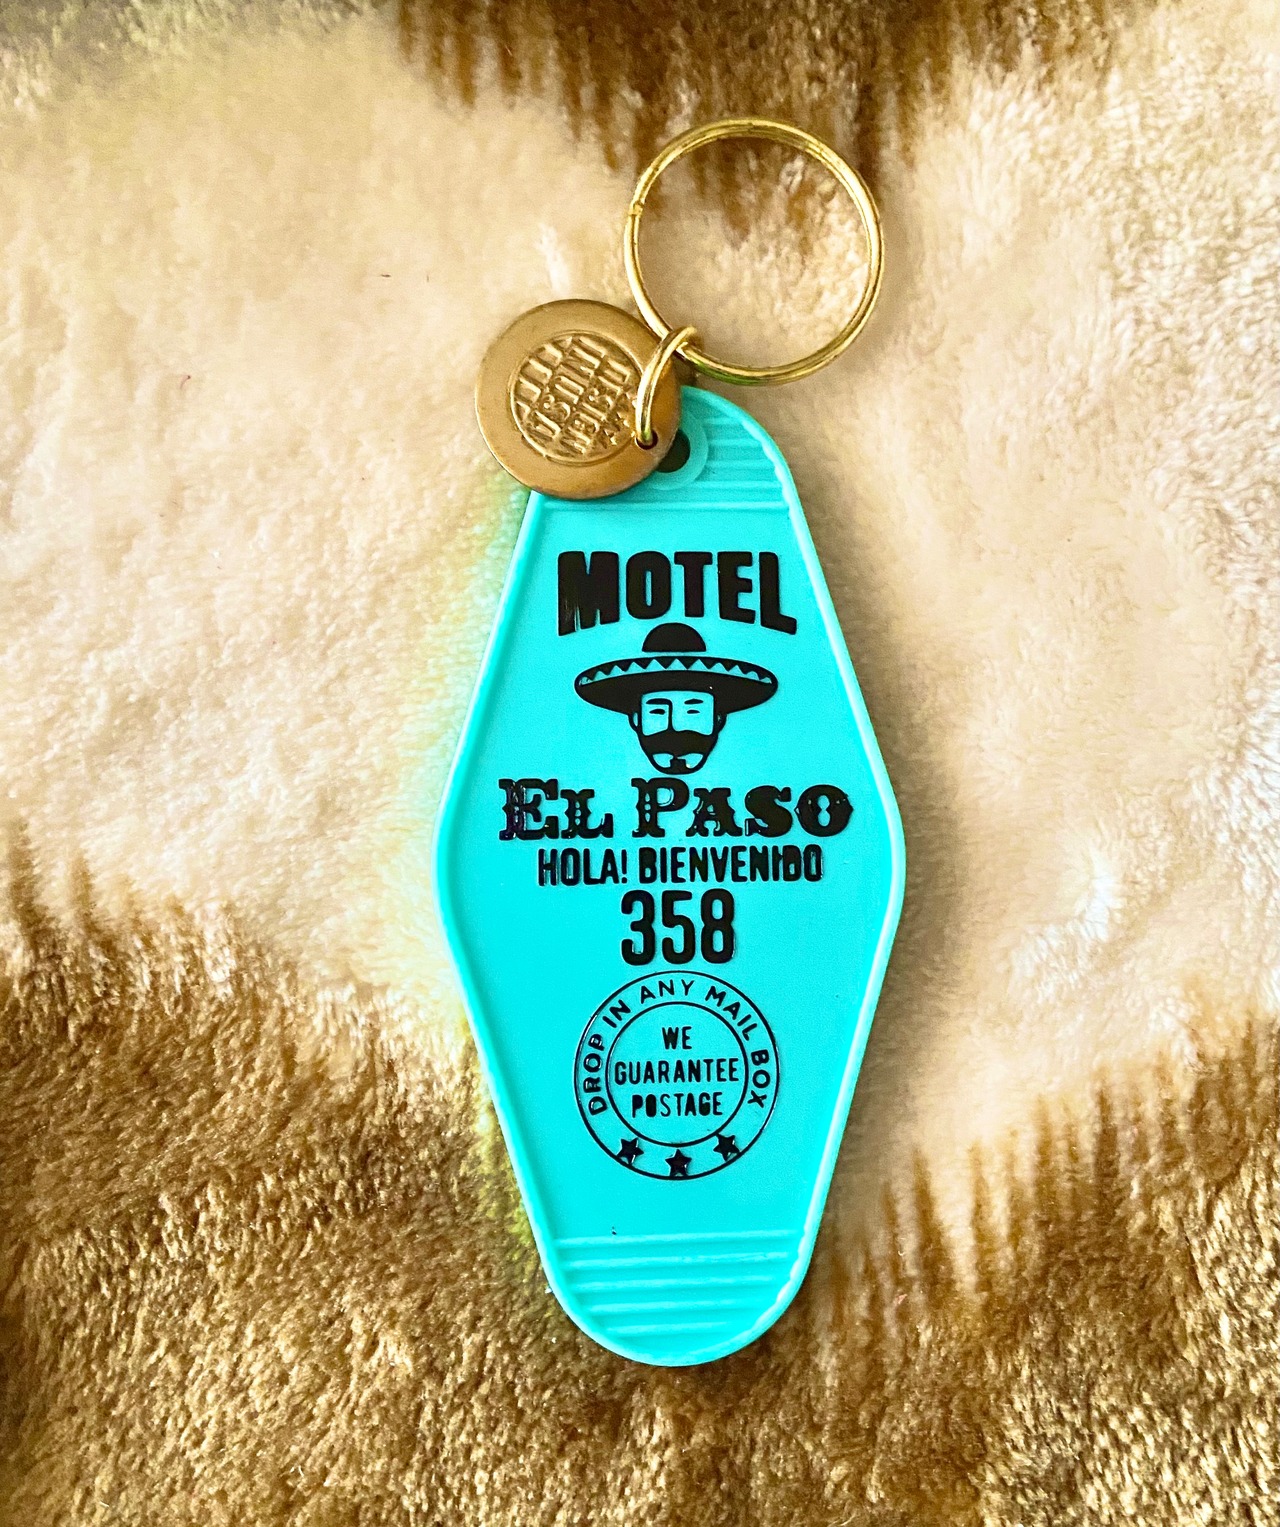 MOTEL
EL PASO
HOLA! BIENVENIDO
358
DROP IN ANY MAIL BOX
WE
GUARANTEE
POSTAGE